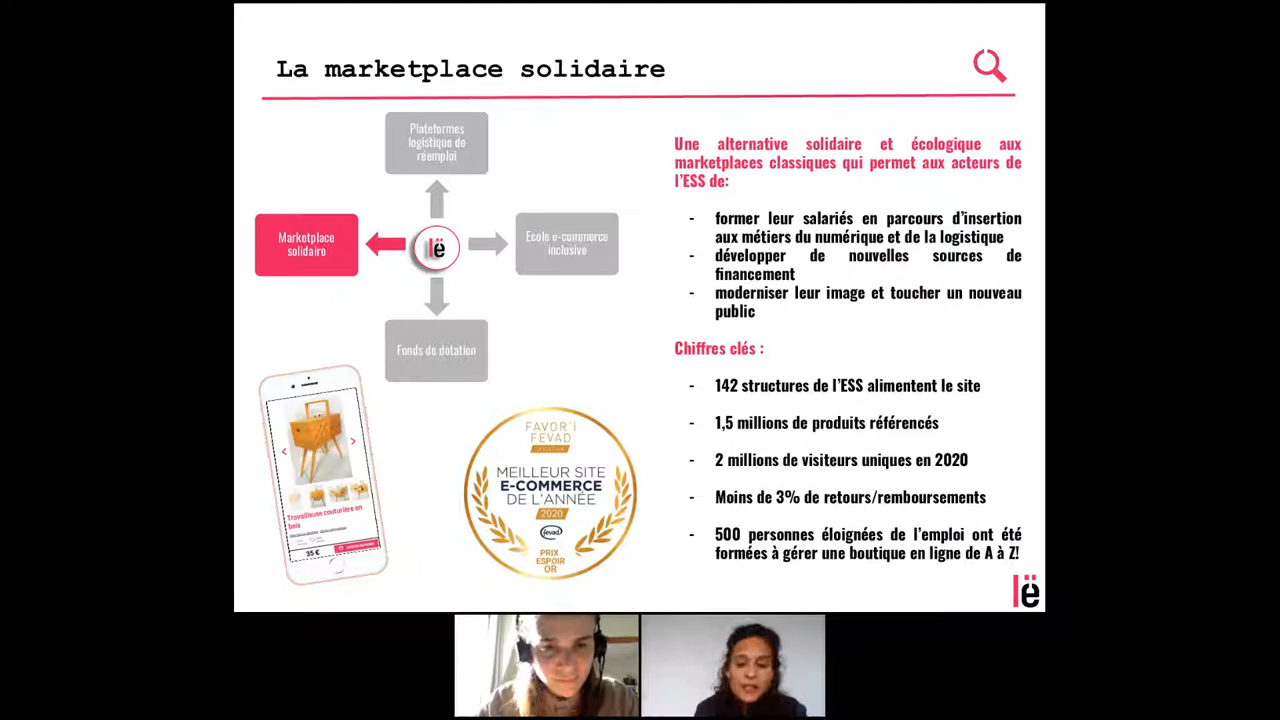 La marketplace solidaire
Plateformes
logistique de
réemploi
Marketplace
solidaire
lë
Ecole e-commerce
inclusive
Fonds de dotation
Une alternative solidaire et écologique aux
marketplaces classiques qui permet aux acteurs de
l'ESS de:
- former leur salariés en parcours d'insertion
aux métiers du numérique et de la logistique
- développer de nouvelles sources de
financement
- moderniser leur image et toucher un nouveau
public
Chiffres clés :
- 142 structures de l'ESS alimentent le site
- 1,5 millions de produits référencés
- 2 millions de visiteurs uniques en 2020
- Moins de 3% de retours/remboursements
- 500 personnes éloignées de l'emploi ont été
formées à gérer une boutique en ligne de A à Z!
Travailleuse couturière en
bois
35 €
FAVOR'I
FEVAD
MEILLEUR SITE
E-COMMERCE
DE L'ANNÉE
2020
fevad
PRIX
ESPOIR
OR
lë